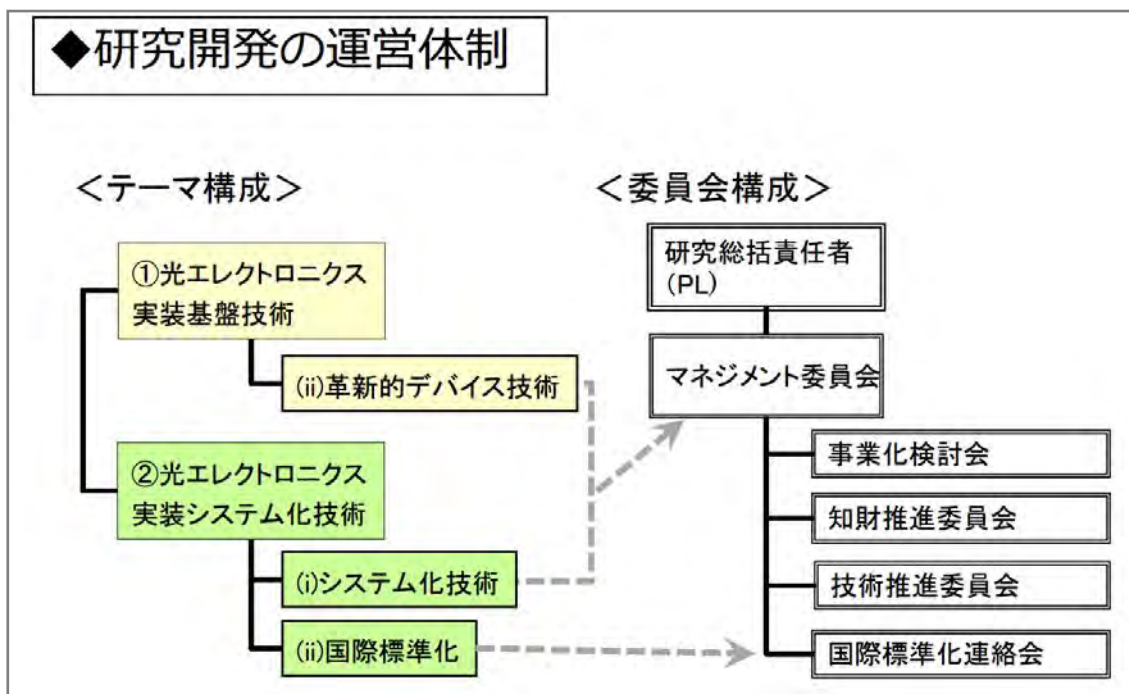 ◆研究開発の運営体制
＜テーマ構成＞
＜委員会構成＞
①光エレクトロニクス
実装基盤技術
(ii)革新的デバイス技術
②光エレクトロニクス
実装システム化技術
(i)システム化技術
(ii)国際標準化
研究総括責任者
(PL)
マネジメント委員会
事業化検討会
知財推進委員会
技術推進委員会
国際標準化連絡会